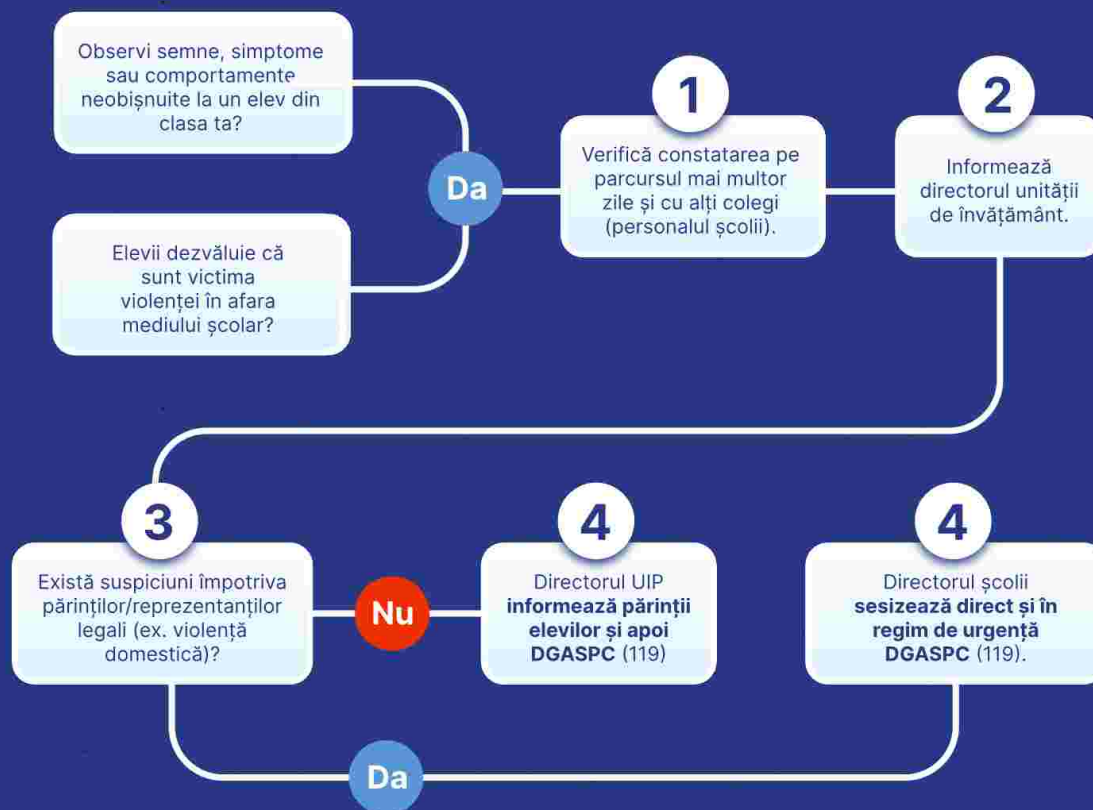 Observi semne, simptome
sau comportamente
neobișnuite la un elev din
clasa ta?
Elevii dezvăluie că
sunt victima
violenței în afara
mediului școlar?
Da
1
Verifică constatarea pe
parcursul mai multor
zile și cu alți colegi
(personalul școlii).
2
Informează
directorul unității
de învățământ.
3
Există suspiciuni împotriva
părinților/reprezentanților
legali (ex. violență
domestică)?
Nu
4
Directorul UIP
informează părinții
elevilor și apoi
DGASPC (119)
Da
4
Directorul școlii
sesizează direct și în
regim de urgență
DGASPC (119).